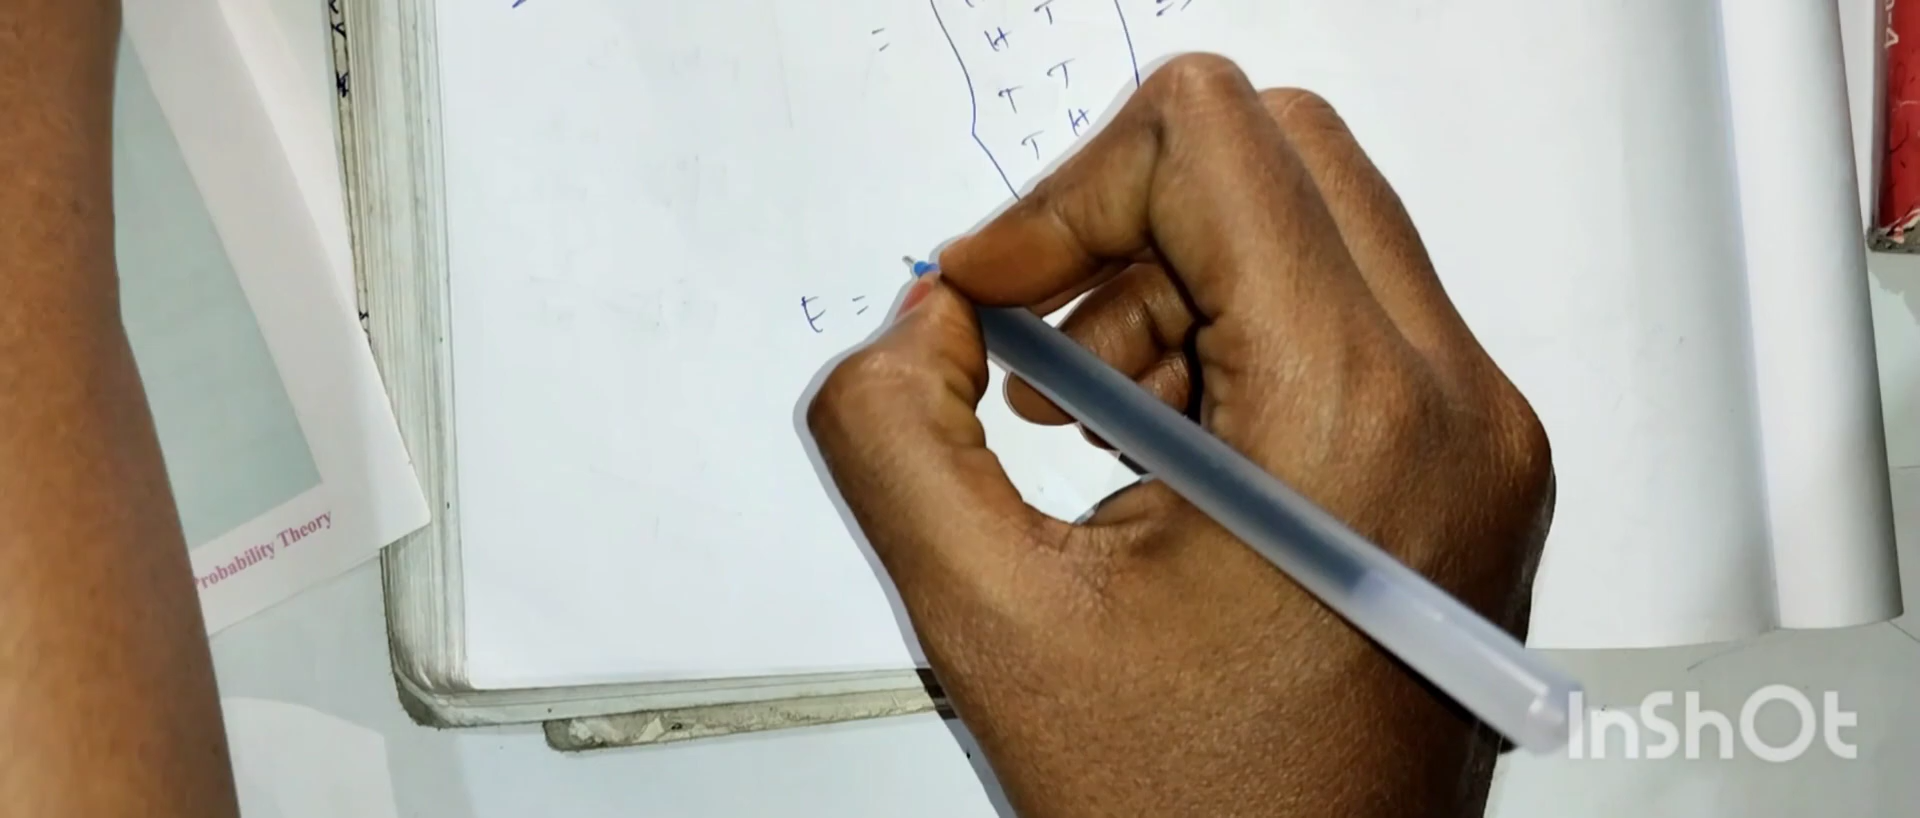 T
= H T
T T
T H
E =
Probability Theory
InShOt